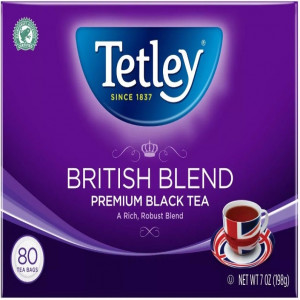 Tetley
SINCE 1837
BRITISH BLEND
PREMIUM BLACK TEA
A Rich, Robust Blend
80
TEA BAGS
NET WT 7 OZ (198g)